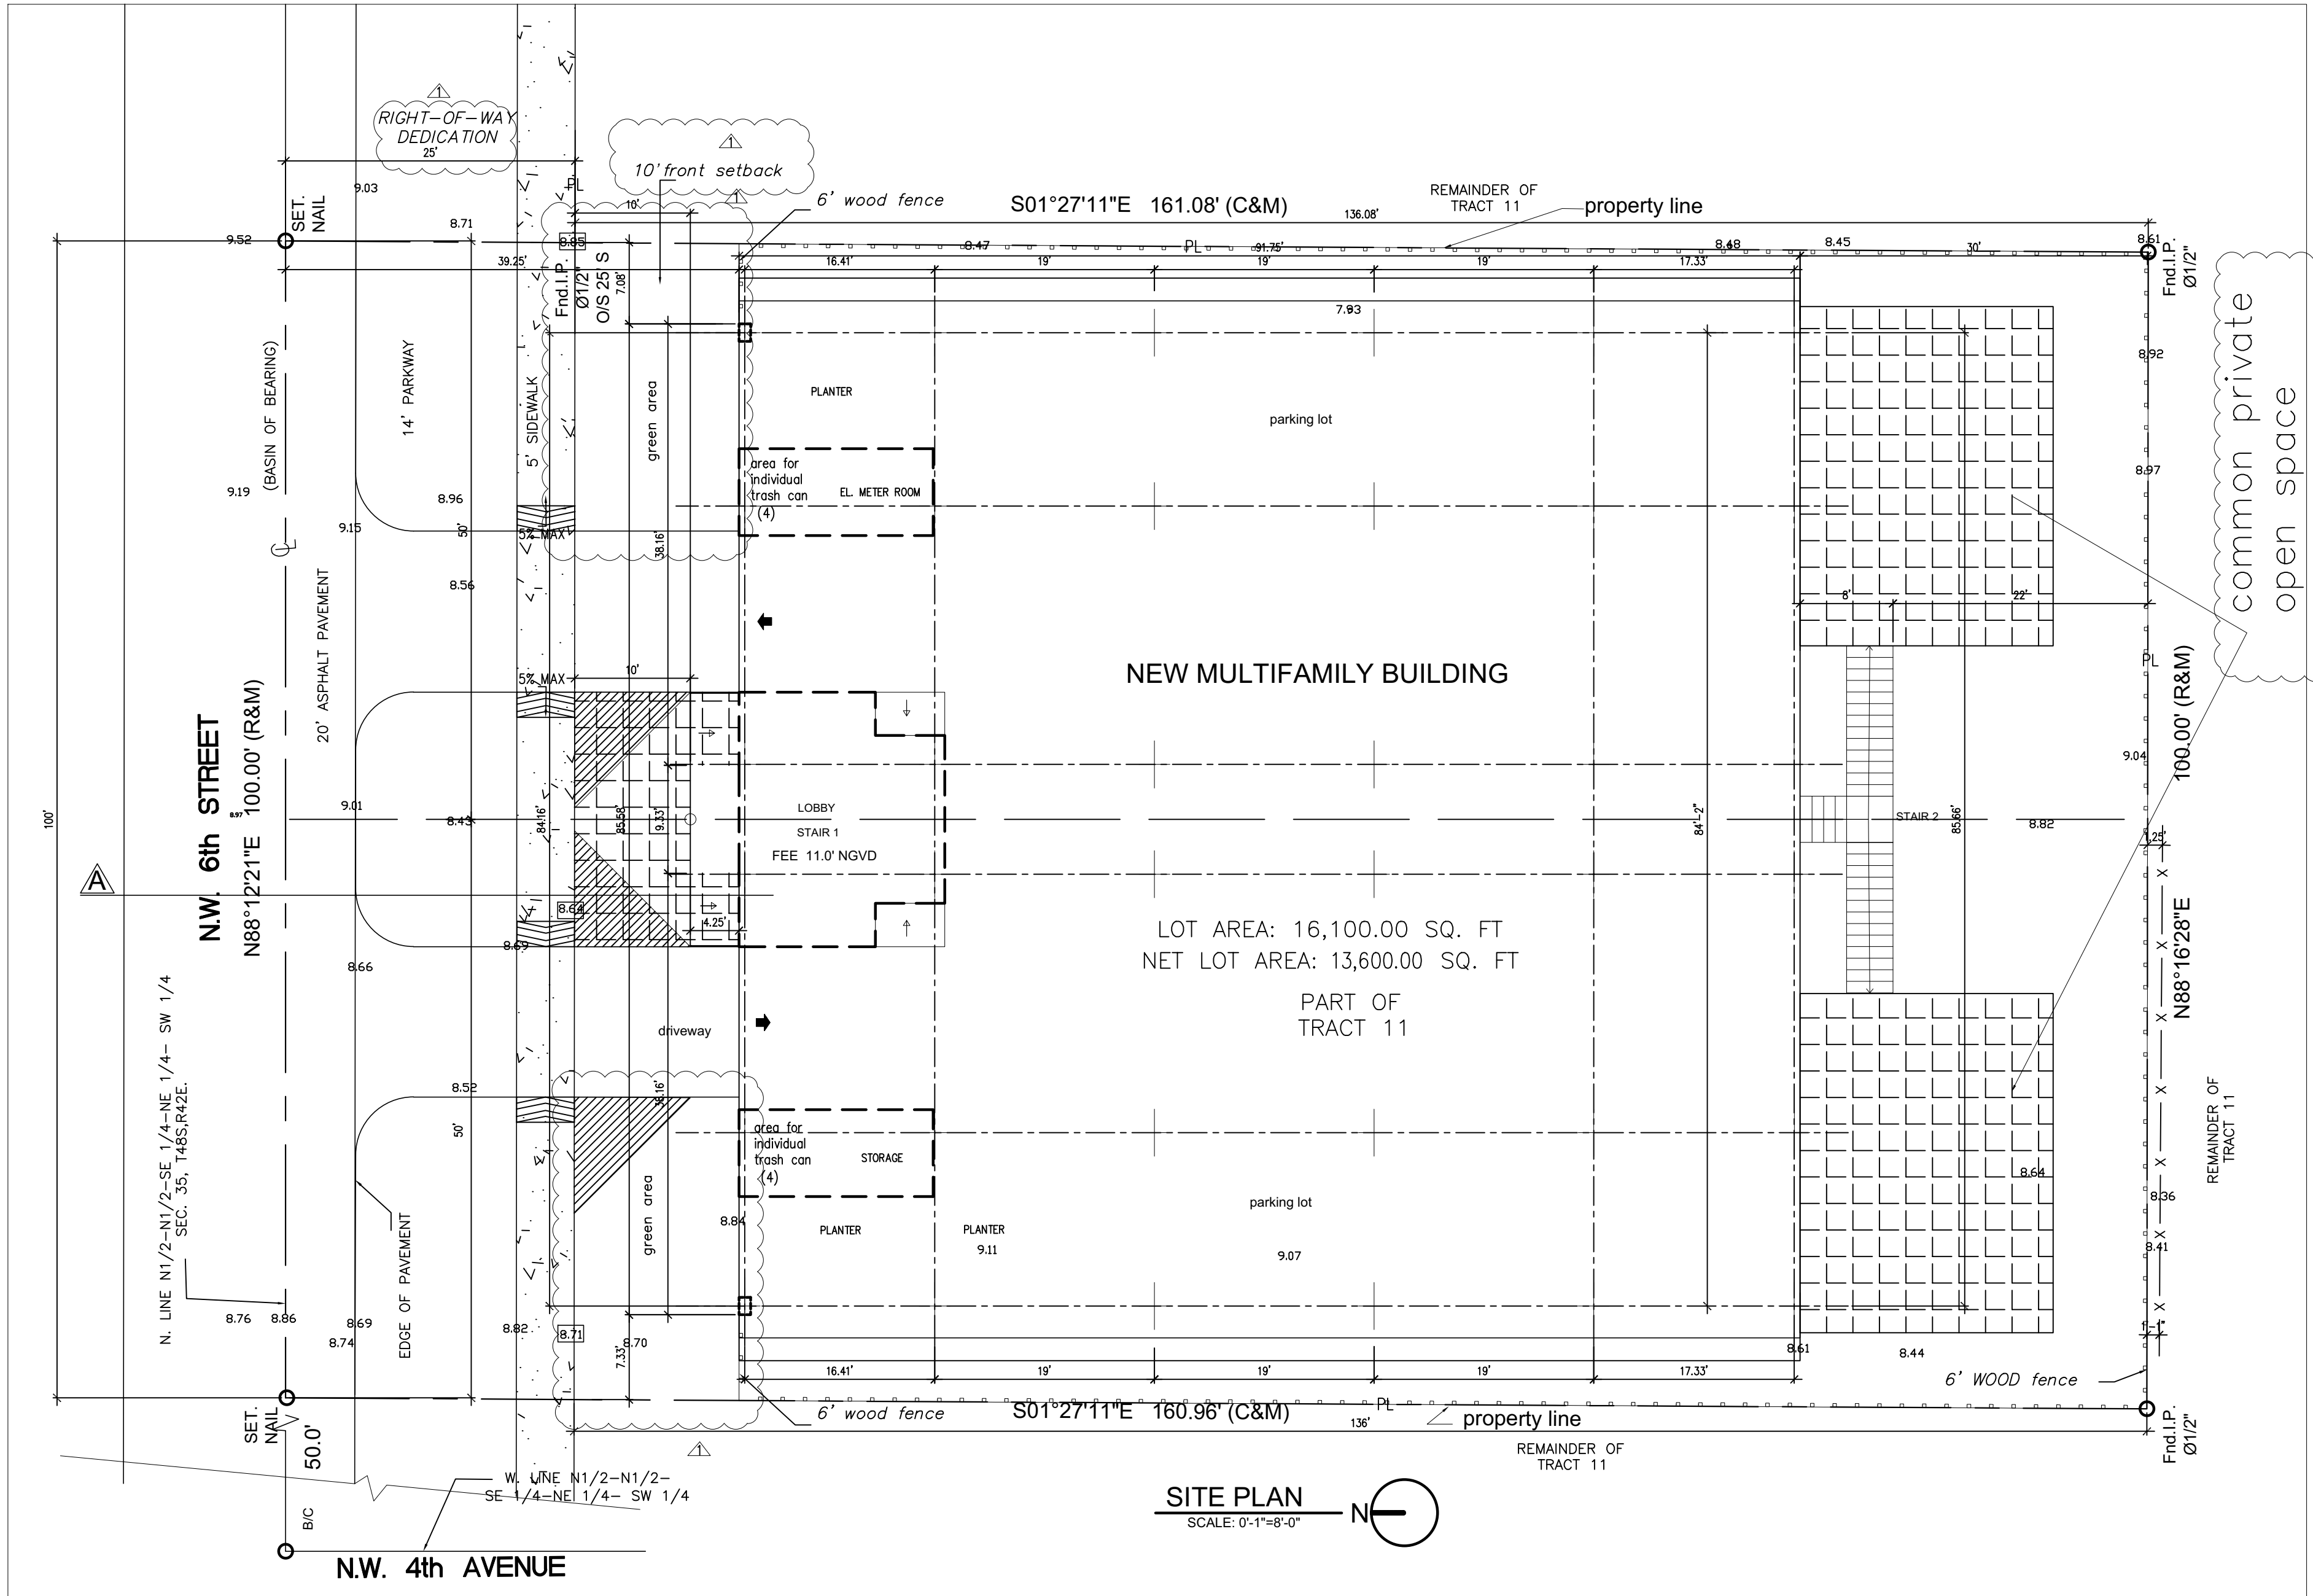 1
RIGHT-OF-WAY
DEDICATION
25'
1
10' front setback
1
PL
10'
6' wood fence
S01°27'11"E 161.08' (C&M)
136.08'
REMAINDER OF
TRACT 11
property line
9.03
8.71
SET.
NAIL
9.52
8.85
8.47
PL
91.75'
8.48
8.45
30'
8.61
39.25'
16.41'
19'
19'
19'
17.33'
Fnd.I.P.
Ø1/2"
O/S 25' S
7.08'
7.93
Fnd.I.P.
Ø1/2"
common private
open space
(BASIN OF BEARING)
14' PARKWAY
5' SIDEWALK
green area
PLANTER
parking lot
8.92
8.97
area for
individual
trash can
(4)
EL. METER ROOM
9.19
8.96
9.15
50'
5% MAX
38.16'
20' ASPHALT PAVEMENT
8.56
8'
22'
5% MAX
10'
NEW MULTIFAMILY BUILDING
PL
100.00' (R&M)
N.W. 6th STREET
N88°12'21"E 100.00' (R&M)
8.97
9.04
100'
9.01
8.43
84.16'
85.58'
9.33'
LOBBY
STAIR 1
FEE 11.0' NGVD
84'-2"
STAIR 2
85.66'
8.82
1.25'
A
8.64
4.25'
8.69
8.66
LOT AREA: 16,100.00 SQ. FT
NET LOT AREA: 13,600.00 SQ. FT
PART OF
TRACT 11
N88°16'28"E
N. LINE N1/2-N1/2-SE 1/4-NE 1/4- SW 1/4
SEC. 35, T48S,R42E.
driveway
8.52
50'
38.16'
area for
individual
trash can
(4)
STORAGE
green area
8.84
PLANTER
PLANTER
9.11
parking lot
9.07
8.64
8.36
8.41
REMAINDER OF
TRACT 11
EDGE OF PAVEMENT
8.76
8.86
8.69
8.74
8.82
8.71
8.70
7.33'
1'-1"
8.61
8.44
16.41'
19'
19'
19'
17.33'
6' WOOD fence
6' wood fence
S01°27'11"E 160.96' (C&M)
136'
PL
property line
REMAINDER OF
TRACT 11
Fnd.I.P.
Ø1/2"
SET.
NAIL
50.0'
B/C
1
W. LINE N1/2-N1/2-
SE 1/4-NE 1/4- SW 1/4
N.W. 4th AVENUE
SITE PLAN
SCALE: 0'-1"=8'-0"
N